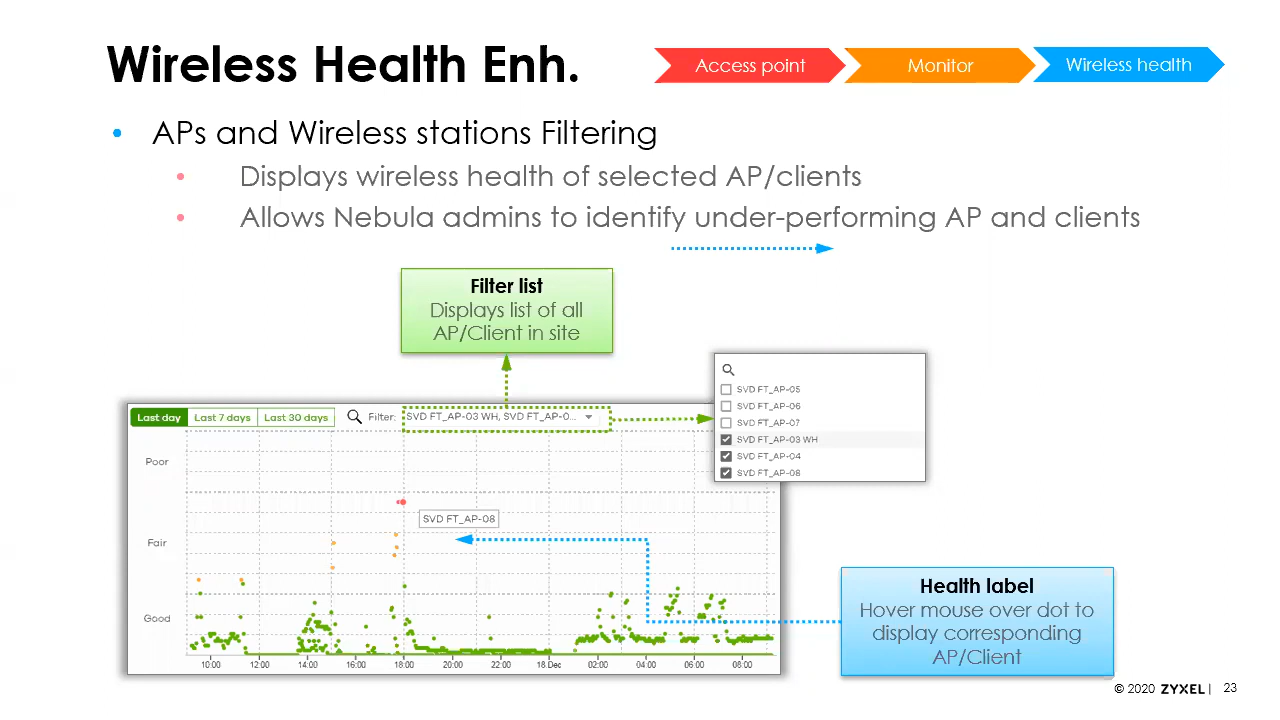 Wireless Health Enh.
Access point
Monitor
Wireless health
• APs and Wireless stations Filtering
• Displays wireless health of selected AP/clients
• Allows Nebula admins to identify under-performing AP and clients
Filter list
Displays list of all
AP/Client in site
SVD FT_AP-05
SVD FT_AP-06
SVD FT_AP-07
SVD FT_AP-03 WH
SVD FT_AP-04
SVD FT_AP-08
Last day
Last 7 days
Last 30 days
Filter:
SVD FT_AP-03 WH, SVD FT_AP-0...
Poor
Fair
Good
SVD FT_AP-08
10:00 12:00 14:00 16:00 18:00 20:00 22:00 18 Dec 02:00 04:00 06:00 08:00
Health label
Hover mouse over dot to
display corresponding
AP/Client
© 2020 ZYXEL | 23